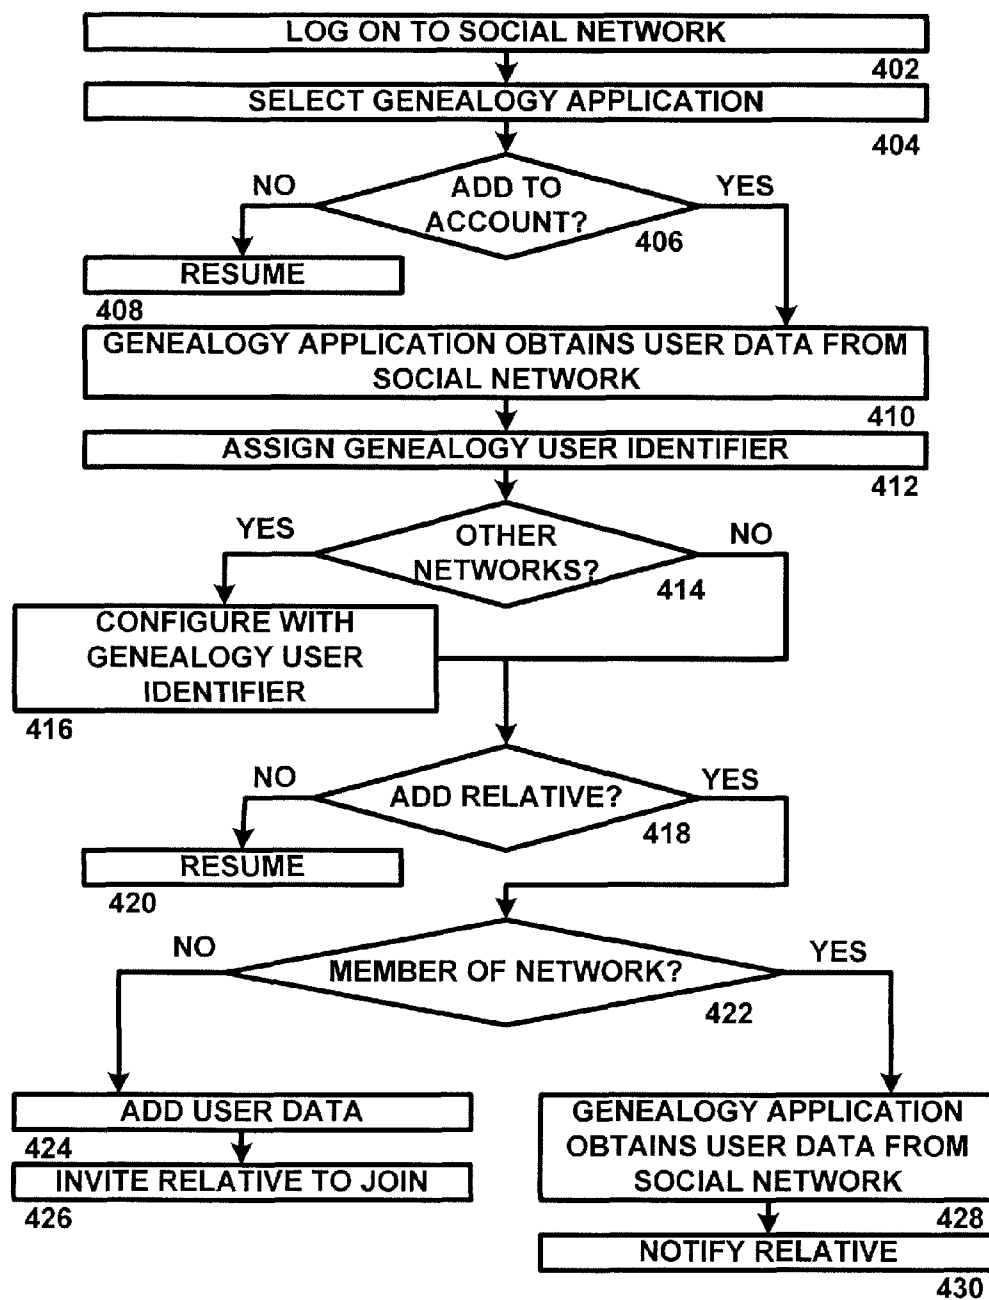 LOG ON TO SOCIAL NETWORK
402
SELECT GENEALOGY APPLICATION
404
NO
ADD TO
YES
ACCOUNT?
406
RESUME
408
GENEALOGY APPLICATION OBTAINS USER DATA FROM
SOCIAL NETWORK
410
ASSIGN GENEALOGY USER IDENTIFIER
412
YES
OTHER
NO
NETWORKS?
414
CONFIGURE WITH
GENEALOGY USER
IDENTIFIER
416
NO
ADD RELATIVE?
YES
418
RESUME
420
NO
MEMBER OF NETWORK?
YES
422
ADD USER DATA
424
INVITE RELATIVE TO JOIN
426
GENEALOGY APPLICATION
OBTAINS USER DATA FROM
SOCIAL NETWORK
428
NOTIFY RELATIVE
430